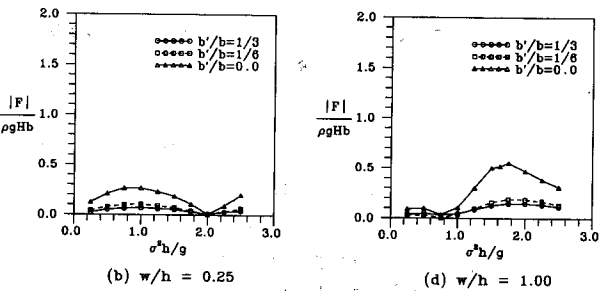 2.0
b'/b=1/3
b'/b=1/6
b'/b=0.0
1.5
|F|
ρgHb
1.0
0.5
0.0
0.0 1.0 2.0 3.0
σ²h/g
(b) w/h = 0.25
2.0
b'/b=1/3
b'/b=1/6
b'/b=0.0
1.5
|F|
ρgHb
1.0
0.5
0.0
0.0 1.0 2.0 3.0
σ²h/g
(d) w/h = 1.00